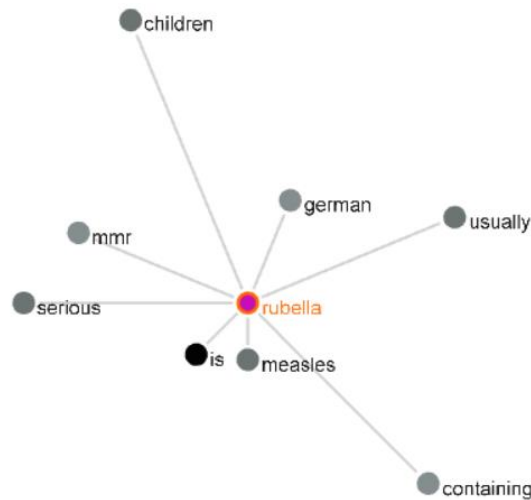 children
german
usually
mmr
serious
rubella
is
measles
containing